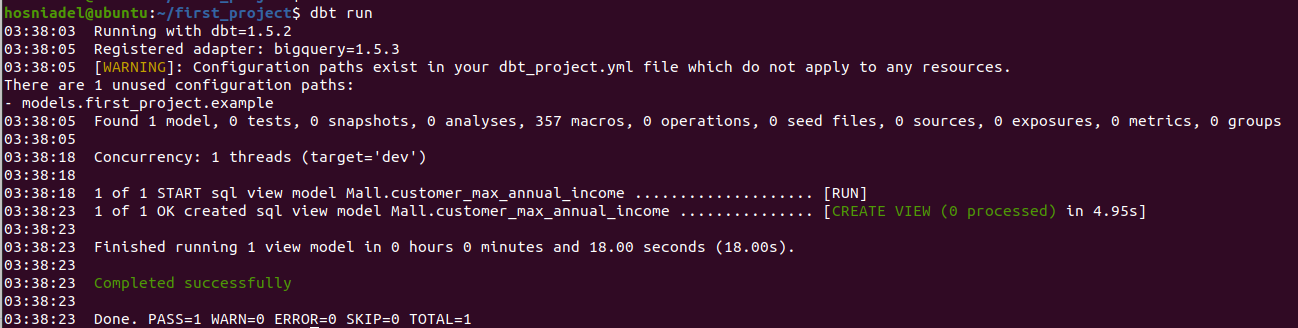 hosniadel@ubuntu:~/first_project$ dbt run
03:38:03  Running with dbt=1.5.2
03:38:05  Registered adapter: bigquery=1.5.3
03:38:05  [WARNING]: Configuration paths exist in your dbt_project.yml file which do not apply to any resources.
There are 1 unused configuration paths:
- models.first_project.example
03:38:05  Found 1 model, 0 tests, 0 snapshots, 0 analyses, 357 macros, 0 operations, 0 seed files, 0 sources, 0 exposures, 0 metrics, 0 groups
03:38:05
03:38:18  Concurrency: 1 threads (target='dev')
03:38:18
03:38:18  1 of 1 START sql view model Mall.customer_max_annual_income .................... [RUN]
03:38:23  1 of 1 OK created sql view model Mall.customer_max_annual_income ............... [CREATE VIEW (0 processed) in 4.95s]
03:38:23
03:38:23  Finished running 1 view model in 0 hours 0 minutes and 18.00 seconds (18.00s).
03:38:23
03:38:23  Completed successfully
03:38:23
03:38:23  Done. PASS=1 WARN=0 ERROR=0 SKIP=0 TOTAL=1